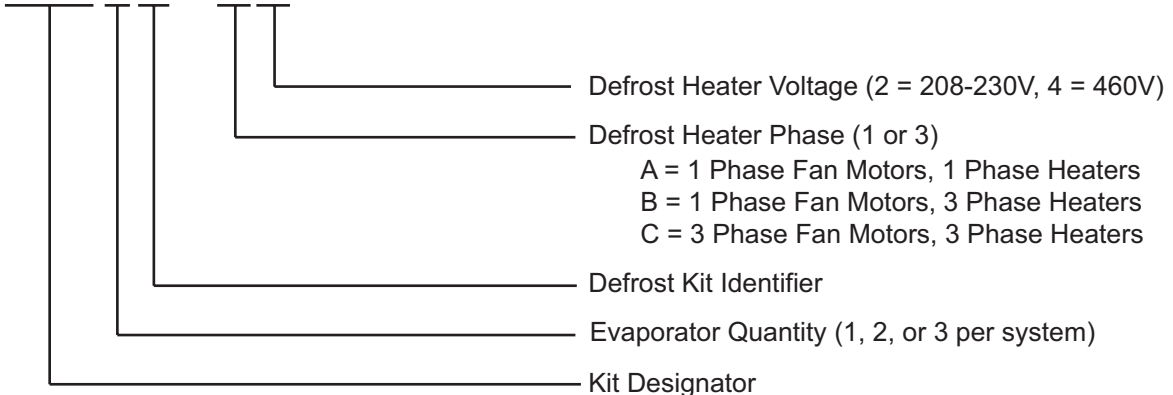 Defrost Heater Voltage (2 = 208-230V, 4 = 460V)
Defrost Heater Phase (1 or 3)
A = 1 Phase Fan Motors, 1 Phase Heaters
B = 1 Phase Fan Motors, 3 Phase Heaters
C = 3 Phase Fan Motors, 3 Phase Heaters
Defrost Kit Identifier
Evaporator Quantity (1, 2, or 3 per system)
Kit Designator